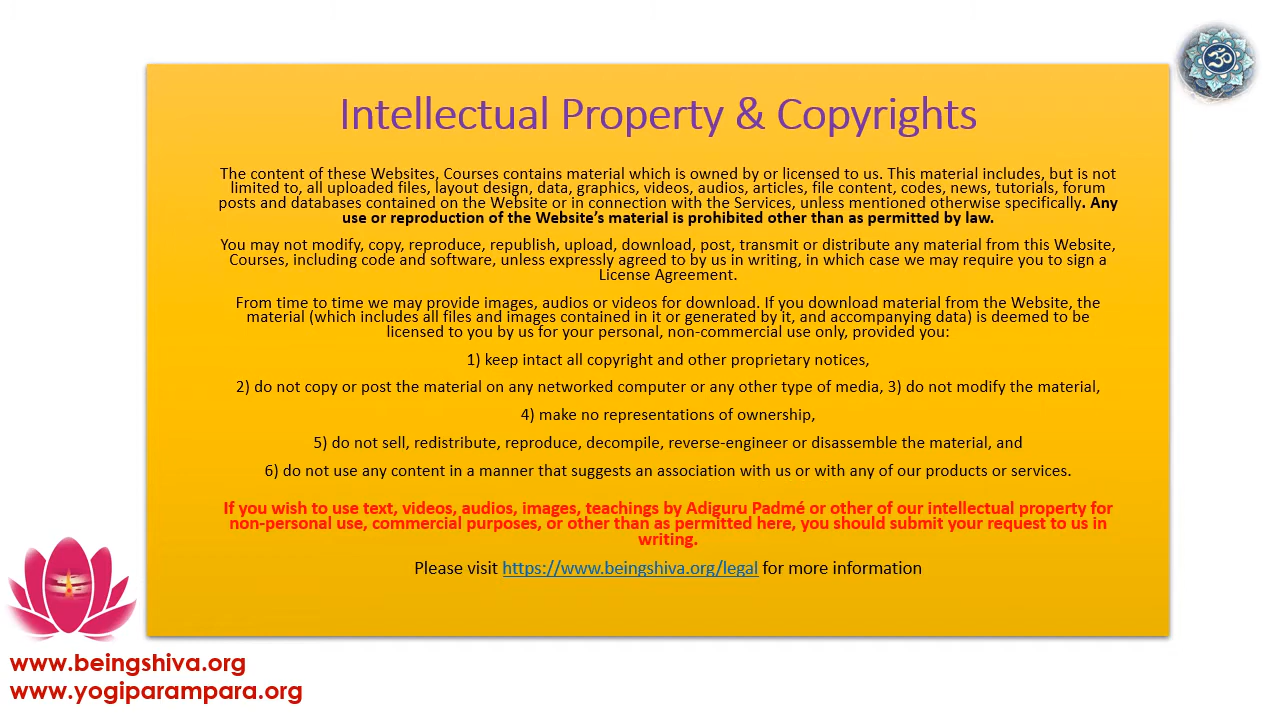 ॐ
Intellectual Property & Copyrights
The content of these Websites, Courses contains material which is owned by or licensed to us. This material includes, but is not
limited to, all uploaded files, layout design, data, graphics, videos, audios, articles, file content, codes, news, tutorials, forum
posts and databases contained on the Website or in connection with the Services, unless mentioned otherwise specifically. Any
use or reproduction of the Website’s material is prohibited other than as permitted by law.
You may not modify, copy, reproduce, republish, upload, download, post, transmit or distribute any material from this Website,
Courses, including code and software, unless expressly agreed to by us in writing, in which case we may require you to sign a
License Agreement.
From time to time we may provide images, audios or videos for download. If you download material from the Website, the
material (which includes all files and images contained in it or generated by it, and accompanying data) is deemed to be
licensed to you by us for your personal, non-commercial use only, provided you:
1) keep intact all copyright and other proprietary notices,
2) do not copy or post the material on any networked computer or any other type of media, 3) do not modify the material,
4) make no representations of ownership,
5) do not sell, redistribute, reproduce, decompile, reverse-engineer or disassemble the material, and
6) do not use any content in a manner that suggests an association with us or with any of our products or services.
If you wish to use text, videos, audios, images, teachings by Adiguru Padmé or other of our intellectual property for
non-personal use, commercial purposes, or other than as permitted here, you should submit your request to us in
writing.
Please visit https://www.beingshiva.org/legal for more information
www.beingshiva.org
www.yogiparampara.org